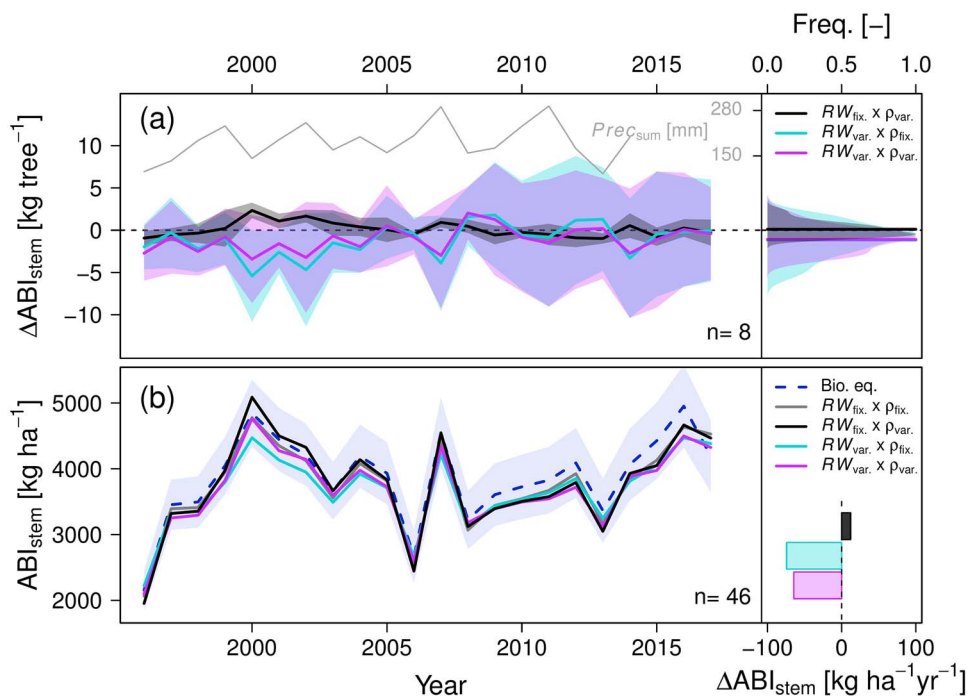 Freq. [−]
2000 2005 2010 2015 0.0 0.5 1.0
(a)
Prec_sum [mm]
280
150
RW_fix. x ρ_var.
RW_var. x ρ_fix.
RW_var. x ρ_var.
10
5
0
−5
−10
ΔABI_stem [kg tree⁻¹]
n= 8
(b)
Bio. eq.
RW_fix. x ρ_fix.
RW_fix. x ρ_var.
RW_var. x ρ_fix.
RW_var. x ρ_var.
5000
4000
3000
2000
ABI_stem [kg ha⁻¹]
n= 46
2000 2005 2010 2015 −100 0 100
Year
ΔABI_stem [kg ha⁻¹yr⁻¹]